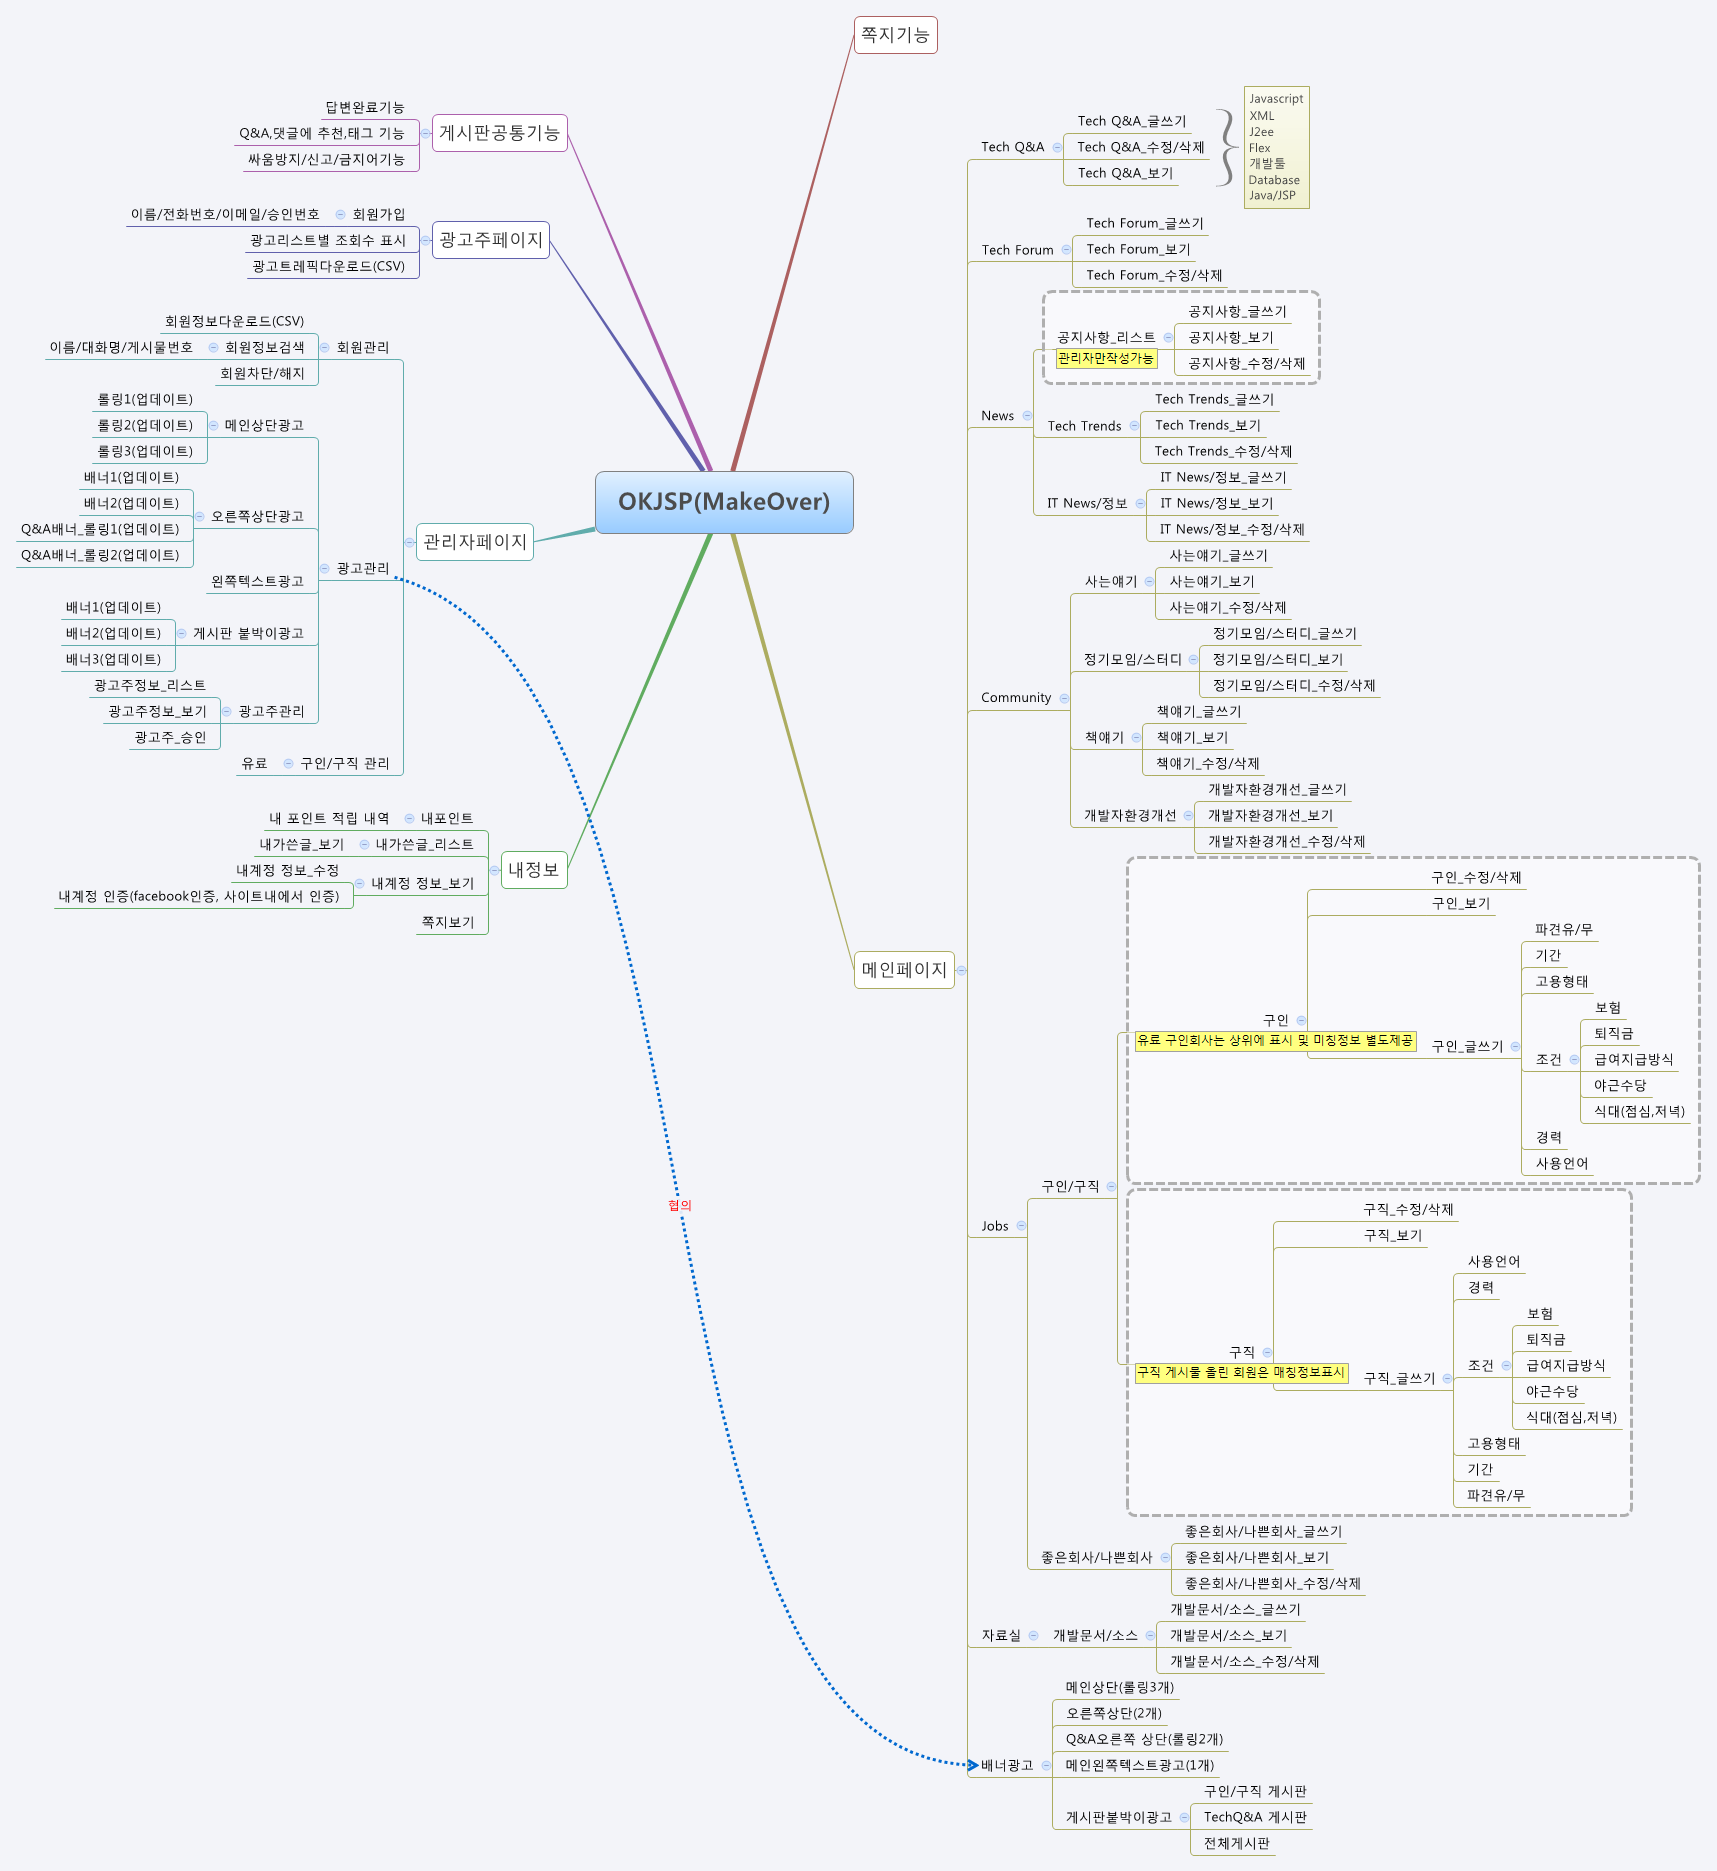 쪽지기능
OKJSP(MakeOver)
게시판공통기능
답변완료기능
Q&A,댓글에 추천,태그 기능
싸움방지/신고/금지어기능
광고주페이지
회원가입
이름/전화번호/이메일/승인번호
광고리스트별 조회수 표시
광고트레픽다운로드(CSV)
관리자페이지
회원관리
회원정보다운로드(CSV)
회원정보검색
이름/대화명/게시물번호
회원차단/해지
광고관리
메인상단광고
롤링1(업데이트)
롤링2(업데이트)
롤링3(업데이트)
오른쪽상단광고
배너1(업데이트)
배너2(업데이트)
Q&A배너_롤링1(업데이트)
Q&A배너_롤링2(업데이트)
왼쪽텍스트광고
게시판 붙박이광고
배너1(업데이트)
배너2(업데이트)
배너3(업데이트)
광고주관리
광고주정보_리스트
광고주정보_보기
광고주_승인
구인/구직 관리
유료
내정보
내포인트
내 포인트 적립 내역
내가쓴글_리스트
내가쓴글_보기
내계정 정보_보기
내계정 정보_수정
내계정 인증(facebook인증, 사이트내에서 인증)
쪽지보기
협의
메인페이지
Tech Q&A
Tech Q&A_글쓰기
Tech Q&A_수정/삭제
Tech Q&A_보기
Javascript
XML
J2ee
Flex
개발툴
Database
Java/JSP
Tech Forum
Tech Forum_글쓰기
Tech Forum_보기
Tech Forum_수정/삭제
News
공지사항_리스트
관리자만작성가능
공지사항_글쓰기
공지사항_보기
공지사항_수정/삭제
Tech Trends
Tech Trends_글쓰기
Tech Trends_보기
Tech Trends_수정/삭제
IT News/정보
IT News/정보_글쓰기
IT News/정보_보기
IT News/정보_수정/삭제
Community
사는얘기
사는얘기_글쓰기
사는얘기_보기
사는얘기_수정/삭제
정기모임/스터디
정기모임/스터디_글쓰기
정기모임/스터디_보기
정기모임/스터디_수정/삭제
책얘기
책얘기_글쓰기
책얘기_보기
책얘기_수정/삭제
개발자환경개선
개발자환경개선_글쓰기
개발자환경개선_보기
개발자환경개선_수정/삭제
Jobs
구인/구직
구인
유료 구인회사는 상위에 표시 및 미칭정보 별도제공
구인_수정/삭제
구인_보기
구인_글쓰기
파견유/무
기간
고용형태
조건
보험
퇴직금
급여지급방식
야근수당
식대(점심,저녁)
경력
사용언어
구직
구직 게시물 올린 회원은 매칭정보표시
구직_수정/삭제
구직_보기
구직_글쓰기
사용언어
경력
조건
보험
퇴직금
급여지급방식
야근수당
식대(점심,저녁)
고용형태
기간
파견유/무
좋은회사/나쁜회사
좋은회사/나쁜회사_글쓰기
좋은회사/나쁜회사_보기
좋은회사/나쁜회사_수정/삭제
자료실
개발문서/소스
개발문서/소스_글쓰기
개발문서/소스_보기
개발문서/소스_수정/삭제
배너광고
메인상단(롤링3개)
오른쪽상단(2개)
Q&A오른쪽 상단(롤링2개)
메인왼쪽텍스트광고(1개)
게시판붙박이광고
구인/구직 게시판
TechQ&A 게시판
전체게시판